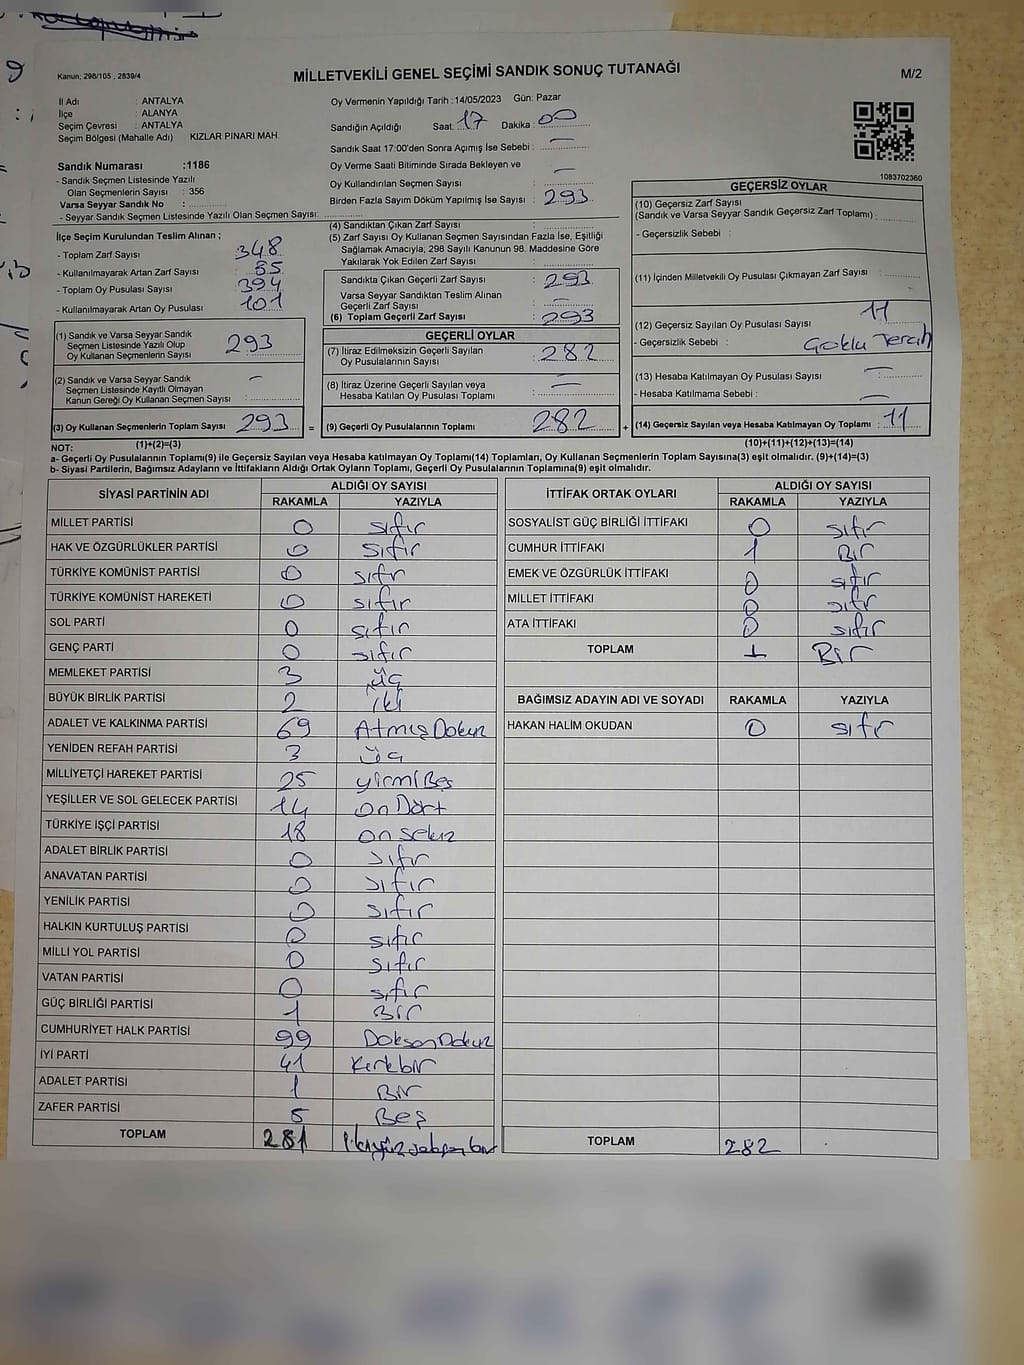 Kanun; 298/105 , 2839/4
MİLLETVEKİLİ GENEL SEÇİMİ SANDIK SONUÇ TUTANAĞI
M/2
İl Adı : ANTALYA
İlçe : ALANYA
Seçim Çevresi : ANTALYA
Seçim Bölgesi (Mahalle Adı) KIZLAR PINARI MAH.
Sandık Numarası :1186
- Sandık Seçmen Listesinde Yazılı
Olan Seçmenlerin Sayısı : 356
Varsa Seyyar Sandık No :
- Seyyar Sandık Seçmen Listesinde Yazılı Olan Seçmen Sayısı:
Oy Vermenin Yapıldığı Tarih :14/05/2023 Gün: Pazar
Sandığın Açıldığı Saat: 17 Dakika : 00
Sandık Saat 17:00'den Sonra Açımış İse Sebebi : —
Oy Verme Saati Bitiminde Sırada Bekleyen ve
Oy Kullandırılan Seçmen Sayısı —
Birden Fazla Sayım Döküm Yapılmış İse Sayısı : 293
1083702360
İlçe Seçim Kurulundan Teslim Alınan ;
- Toplam Zarf Sayısı : 348
- Kullanılmayarak Artan Zarf Sayısı : 55
- Toplam Oy Pusulası Sayısı : 394
- Kullanılmayarak Artan Oy Pusulası : 101
(1) Sandık ve Varsa Seyyar Sandık
Seçmen Listesinde Yazılı Olup
Oy Kullanan Seçmenlerin Sayısı : 293
(2) Sandık ve Varsa Seyyar Sandık
Seçmen Listesinde Kayıtlı Olmayan
Kanun Gereği Oy Kullanan Seçmen Sayısı : —
(3) Oy Kullanan Seçmenlerin Toplam Sayısı : 293 =
(1)+(2)=(3)
(4) Sandıktan Çıkan Zarf Sayısı :
(5) Zarf Sayısı Oy Kullanan Seçmen Sayısından Fazla İse, Eşitliği
Sağlamak Amacıyla, 298 Sayılı Kanunun 98. Maddesine Göre
Yakılarak Yok Edilen Zarf Sayısı :
Sandıkta Çıkan Geçerli Zarf Sayısı : 293
Varsa Seyyar Sandıktan Teslim Alınan
Geçerli Zarf Sayısı : —
(6) Toplam Geçerli Zarf Sayısı : 293
GEÇERLİ OYLAR
(7) İtiraz Edilmeksizin Geçerli Sayılan
Oy Pusulalarının Sayısı : 282
(8) İtiraz Üzerine Geçerli Sayılan veya
Hesaba Katılan Oy Pusulası Toplamı : —
(9) Geçerli Oy Pusulalarının Toplamı : 282 +
GEÇERSİZ OYLAR
(10) Geçersiz Zarf Sayısı
(Sandık ve Varsa Seyyar Sandık Geçersiz Zarf Toplamı) :
- Geçersizlik Sebebi :
(11) İçinden Milletvekili Oy Pusulası Çıkmayan Zarf Sayısı :
(12) Geçersiz Sayılan Oy Pusulası Sayısı : 11
- Geçersizlik Sebebi : Çoklu Tercih
(13) Hesaba Katılmayan Oy Pusulası Sayısı : —
- Hesaba Katılmama Sebebi : —
(14) Geçersiz Sayılan veya Hesaba Katılmayan Oy Toplamı : 11
(10)+(11)+(12)+(13)=(14)
NOT:
a- Geçerli Oy Pusulalarının Toplamı(9) ile Geçersiz Sayılan veya Hesaba katılmayan Oy Toplamı(14) Toplamları, Oy Kullanan Seçmenlerin Toplam Sayısına(3) eşit olmalıdır. (9)+(14)=(3)
b- Siyasi Partilerin, Bağımsız Adayların ve İttifakların Aldığı Ortak Oyların Toplamı, Geçerli Oy Pusulalarının Toplamına(9) eşit olmalıdır.
SİYASİ PARTİNİN ADI ALDIĞI OY SAYISI
RAKAMLA YAZIYLA
MİLLET PARTİSİ 0 sıfır
HAK VE ÖZGÜRLÜKLER PARTİSİ 0 sıfır
TÜRKİYE KOMÜNİST PARTİSİ 0 sıfr
TÜRKİYE KOMÜNİST HAREKETİ 0 sıfır
SOL PARTİ 0 sıfır
GENÇ PARTİ 0 sıfır
MEMLEKET PARTİSİ 3 üç
BÜYÜK BİRLİK PARTİSİ 2 iki
ADALET VE KALKINMA PARTİSİ 69 Atmış Dokuz
YENİDEN REFAH PARTİSİ 3 üç
MİLLİYETÇİ HAREKET PARTİSİ 25 yirmi Beş
YEŞİLLER VE SOL GELECEK PARTİSİ 14 on Dört
TÜRKİYE İŞÇİ PARTİSİ 18 on sekiz
ADALET BİRLİK PARTİSİ 0 sıfır
ANAVATAN PARTİSİ 0 sıfır
YENİLİK PARTİSİ 0 sıfır
HALKIN KURTULUŞ PARTİSİ 0 sıfır
MİLLİ YOL PARTİSİ 0 sıfır
VATAN PARTİSİ 0 sıfır
GÜÇ BİRLİĞİ PARTİSİ 1 Bir
CUMHURİYET HALK PARTİSİ 99 Doksan Dokuz
İYİ PARTİ 41 Kırk bir
ADALET PARTİSİ 1 Bir
ZAFER PARTİSİ 5 Beş
TOPLAM 281 ikiyüz seksen bir
İTTİFAK ORTAK OYLARI ALDIĞI OY SAYISI
RAKAMLA YAZIYLA
SOSYALİST GÜÇ BİRLİĞİ İTTİFAKI 0 sıfır
CUMHUR İTTİFAKI 1 Bir
EMEK VE ÖZGÜRLÜK İTTİFAKI 0 sıfır
MİLLET İTTİFAKI 0 sıfır
ATA İTTİFAKI 0 sıfır
TOPLAM 1 Bir
BAĞIMSIZ ADAYIN ADI VE SOYADI RAKAMLA YAZIYLA
HAKAN HALİM OKUDAN 0 sıfır
TOPLAM 282